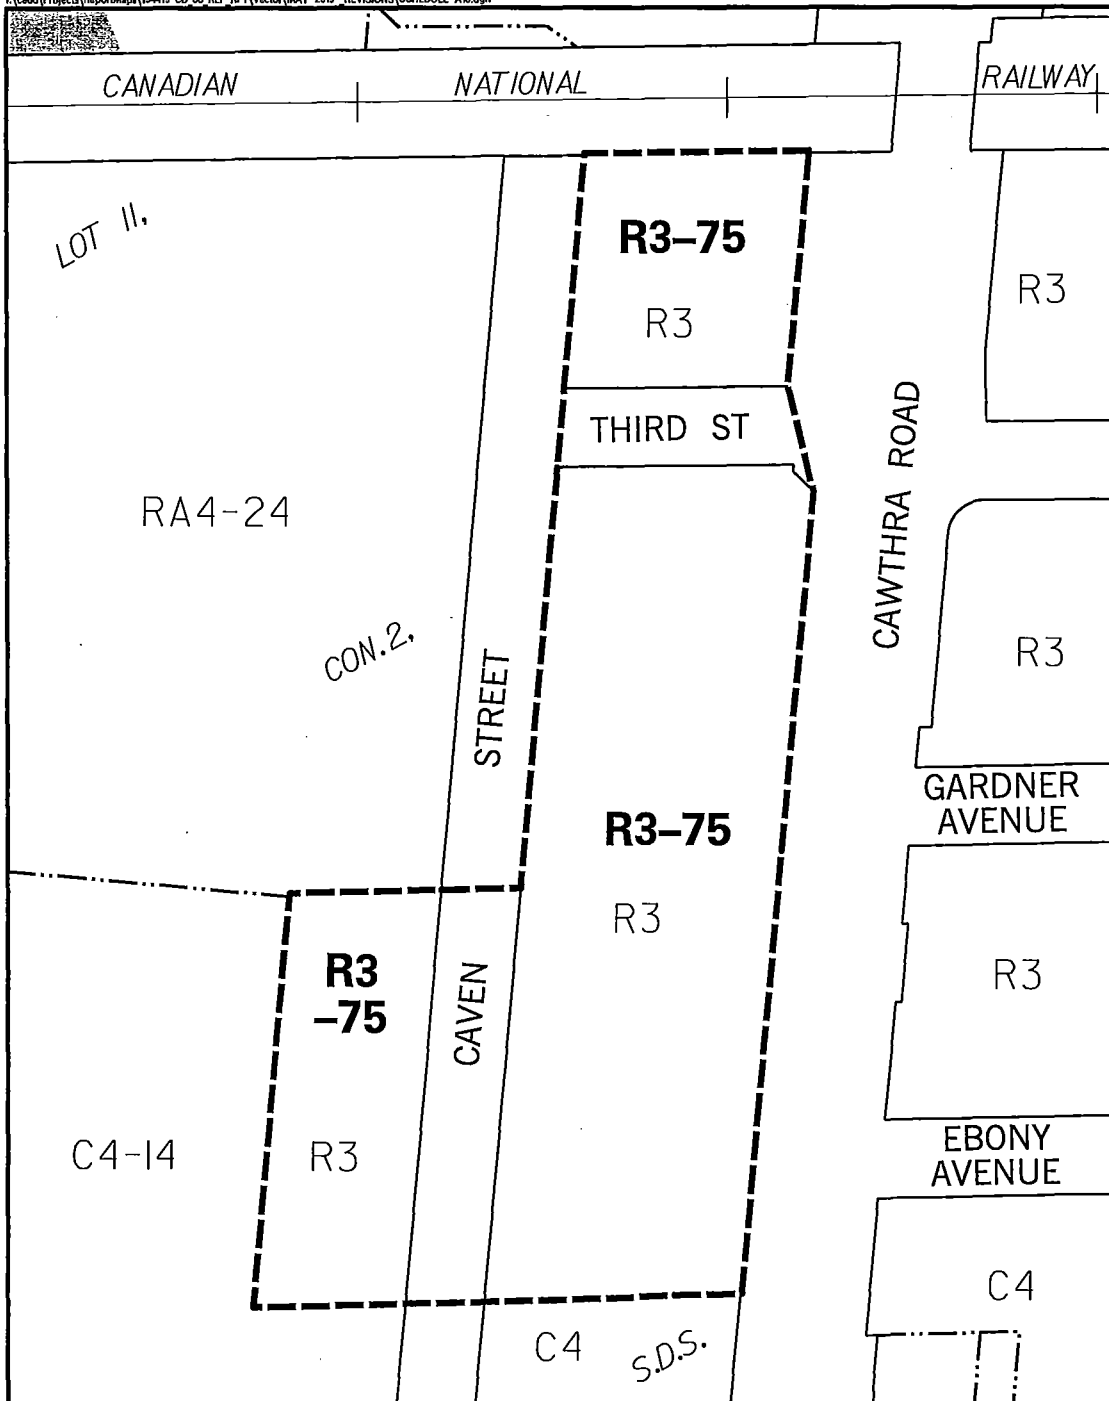 CANADIAN NATIONAL RAILWAY
LOT 11,
R3-75
R3
R3
THIRD ST
CAWTHRA ROAD
RA4-24
CON.2,
STREET
R3
GARDNER
AVENUE
R3-75
R3
R3
-75
CAVEN
R3
C4-14
R3
EBONY
AVENUE
C4
C4
S.D.S.